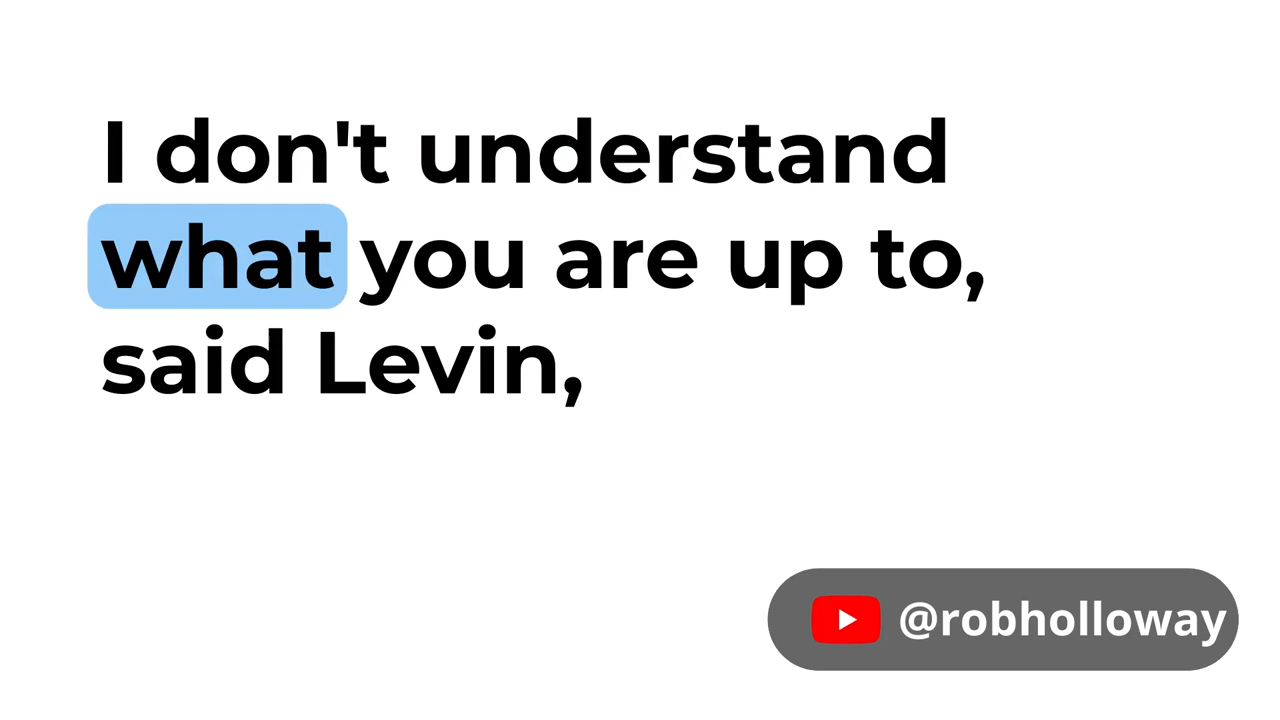 I don't understand
what you are up to,
said Levin,
@robholloway